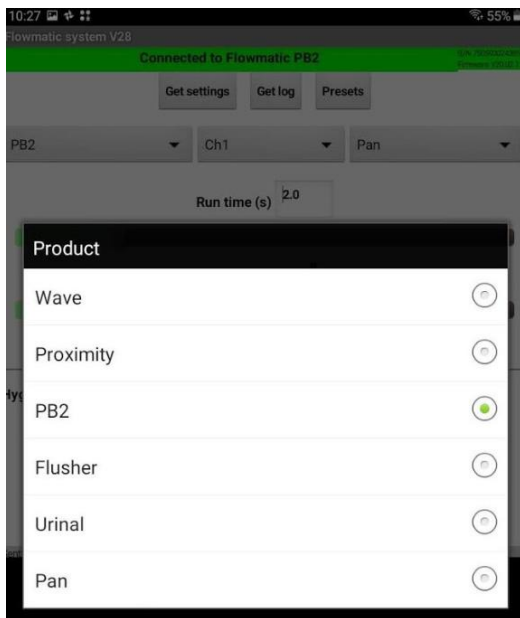 10:27 55%
Flowmatic system V28
Connected to Flowmatic PB2
Get settings Get log Presets
PB2 Ch1 Pan
Run time (s) 2.0
Product
Wave
Proximity
PB2
Flusher
Urinal
Pan